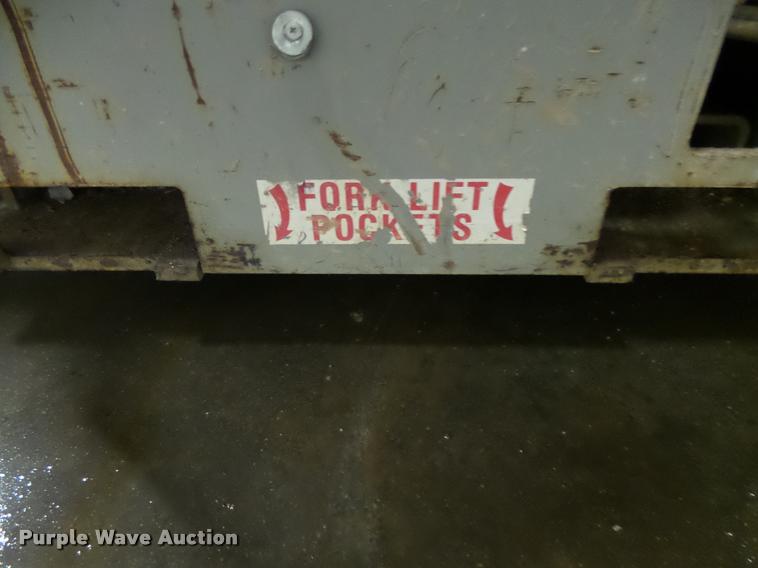 FORK LIFT
POCKETS
Purple Wave Auction